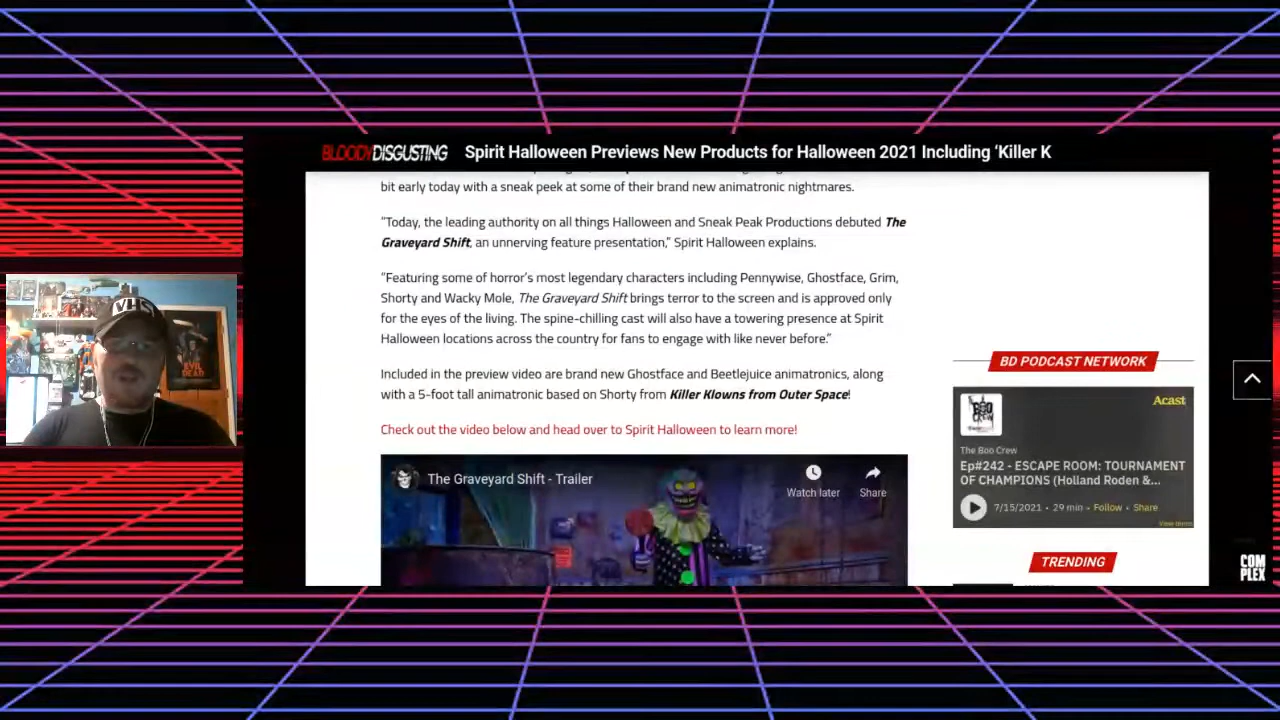 BLOODY DISGUSTING
Spirit Halloween Previews New Products for Halloween 2021 Including ‘Killer K
bit early today with a sneak peek at some of their brand new animatronic nightmares.
“Today, the leading authority on all things Halloween and Sneak Peak Productions debuted The
Graveyard Shift, an unnerving feature presentation,” Spirit Halloween explains.
“Featuring some of horror’s most legendary characters including Pennywise, Ghostface, Grim,
Shorty and Wacky Mole, The Graveyard Shift brings terror to the screen and is approved only
for the eyes of the living. The spine-chilling cast will also have a towering presence at Spirit
Halloween locations across the country for fans to engage with like never before.”
Included in the preview video are brand new Ghostface and Beetlejuice animatronics, along
with a 5-foot tall animatronic based on Shorty from Killer Klowns from Outer Space!
Check out the video below and head over to Spirit Halloween to learn more!
The Graveyard Shift - Trailer
Watch later
Share
VHS
EVIL
DEAD
BD PODCAST NETWORK
Acast
BOO
CREW
The Boo Crew
Ep#242 - ESCAPE ROOM: TOURNAMENT
OF CHAMPIONS (Holland Roden &...
7/15/2021 • 29 min • Follow • Share
View terms
TRENDING
COM
PLEX